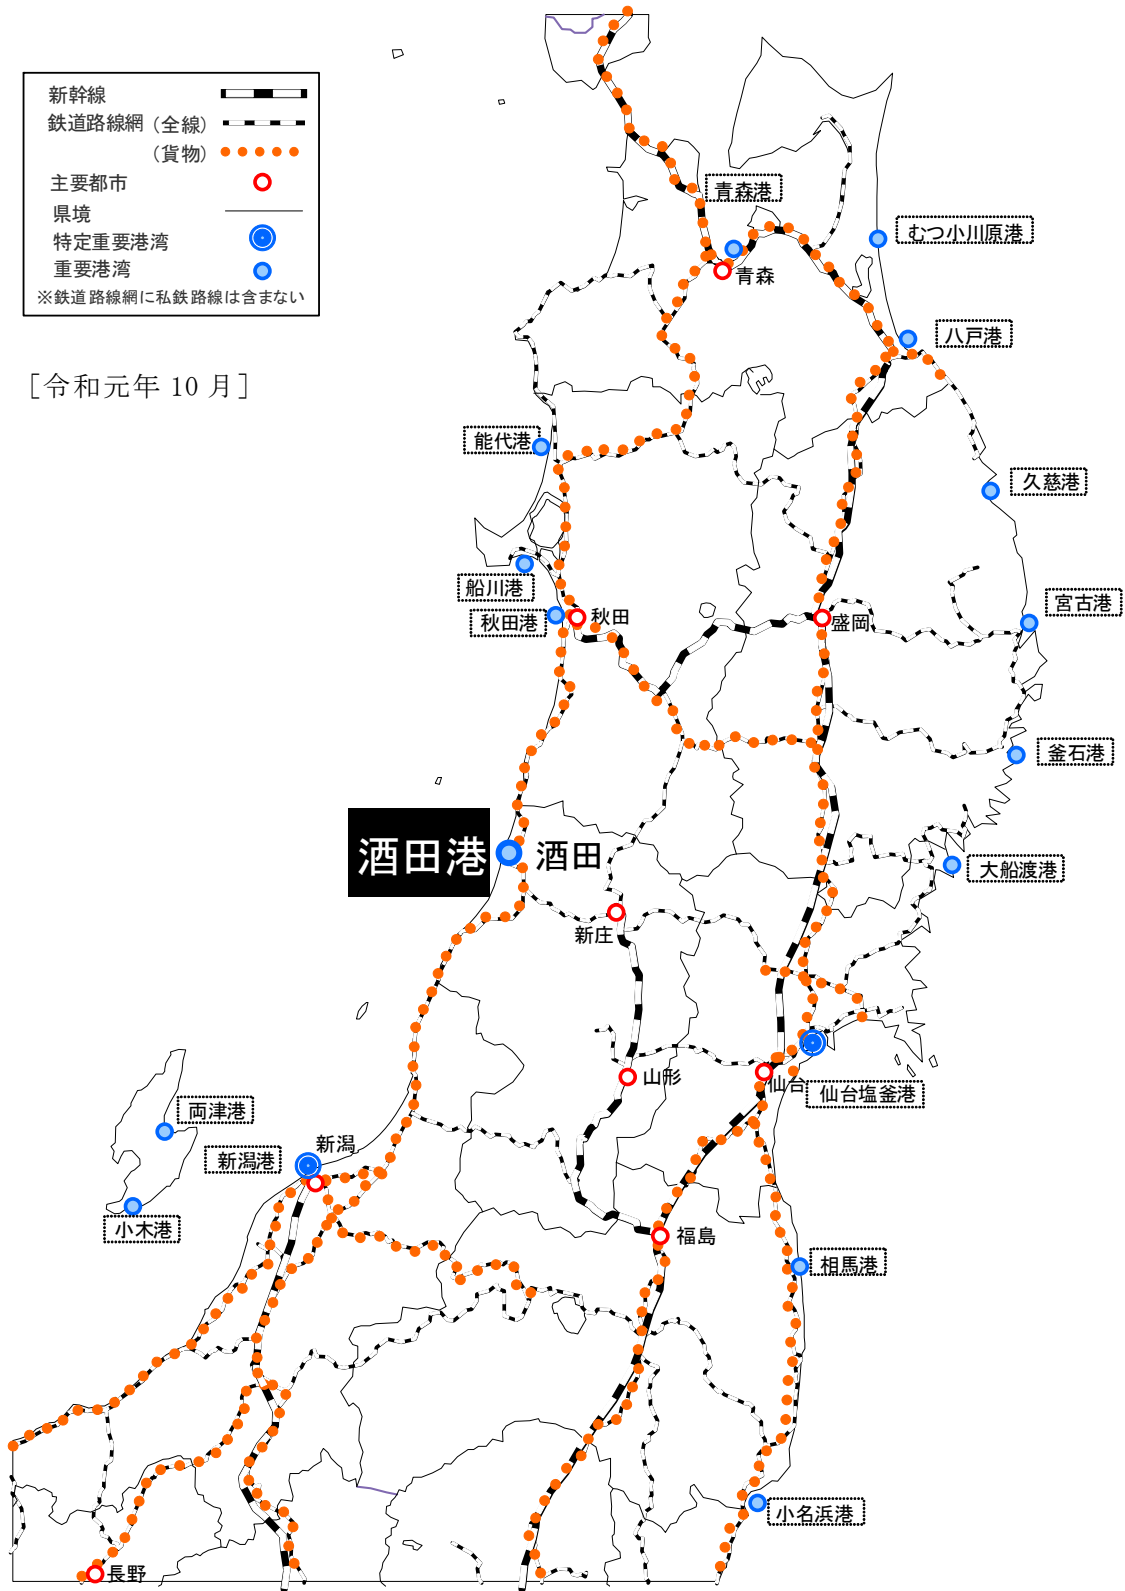 新幹線
鉄道路線網（全線）
（貨物）
主要都市
県境
特定重要港湾
重要港湾
※鉄道路線網に私鉄路線は含まない
［令和元年 10 月］
青森港
むつ小川原港
青森
八戸港
能代港
久慈港
船川港
宮古港
秋田港
秋田
盛岡
釜石港
酒田港
酒田
大船渡港
新庄
山形
仙台
仙台塩釜港
両津港
新潟
新潟港
小木港
福島
相馬港
小名浜港
長野